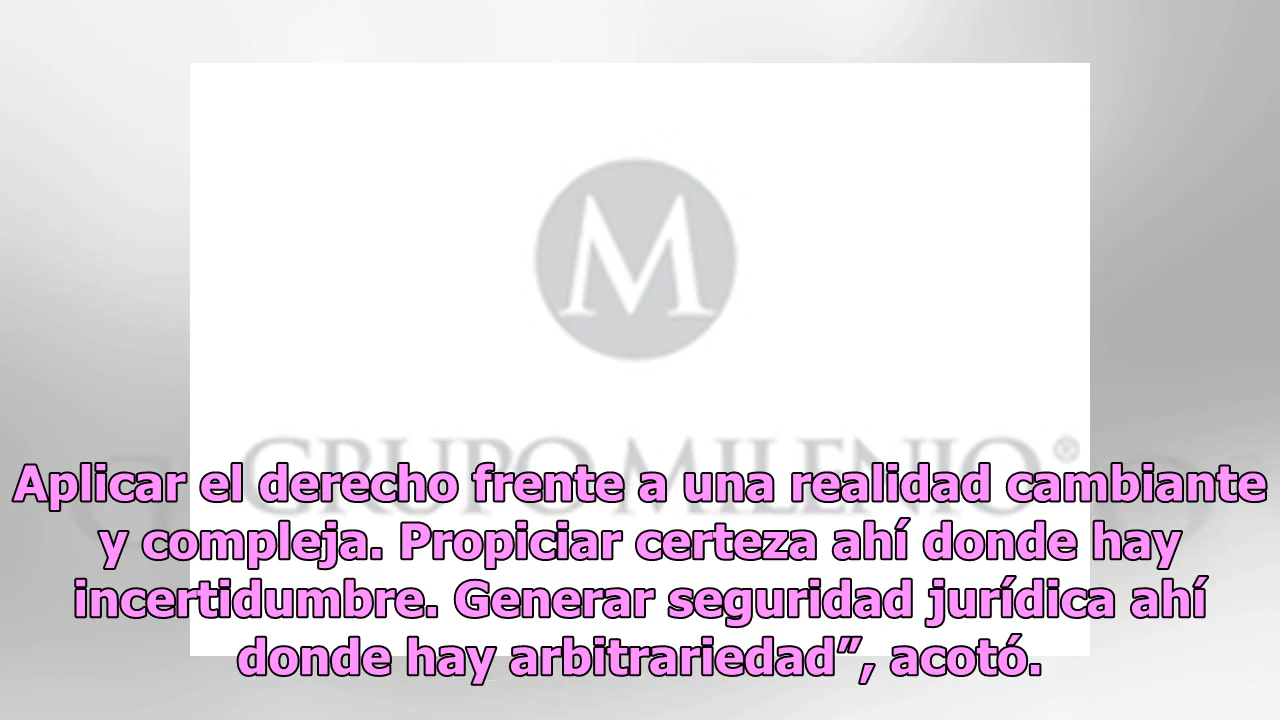 M
GRUPO MILENIO®
Aplicar el derecho frente a una realidad cambiante
y compleja. Propiciar certeza ahí donde hay
incertidumbre. Generar seguridad jurídica ahí
donde hay arbitrariedad”, acotó.